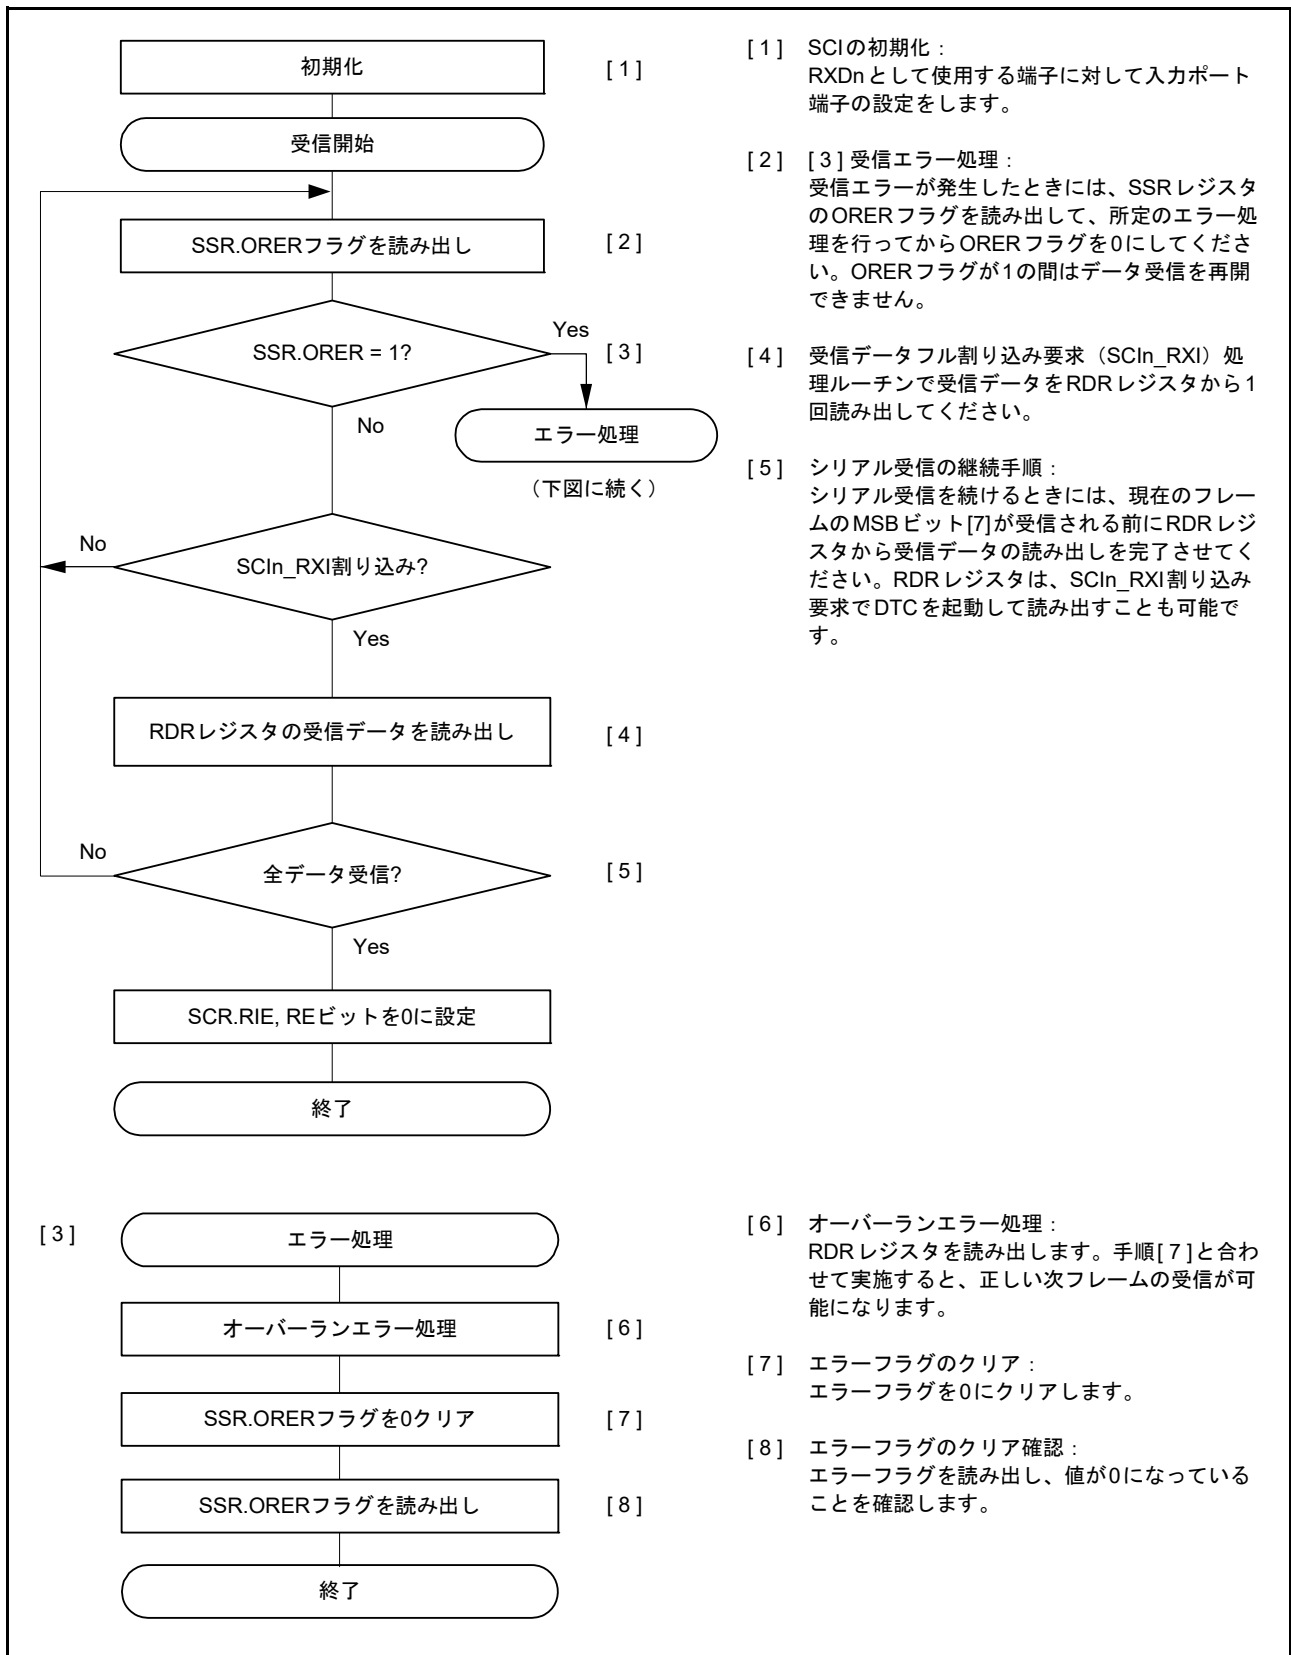 初期化
[ 1 ]
受信開始
SSR.ORERフラグを読み出し
[ 2 ]
SSR.ORER = 1?
Yes
[ 3 ]
No
エラー処理
（下図に続く）
No
SCIn_RXI割り込み?
Yes
RDRレジスタの受信データを読み出し
[ 4 ]
No
全データ受信?
[ 5 ]
Yes
SCR.RIE, REビットを0に設定
終了
[ 1 ] SCIの初期化：
RXDnとして使用する端子に対して入力ポート
端子の設定をします。
[ 2 ] [ 3 ] 受信エラー処理：
受信エラーが発生したときには、SSRレジスタ
のORERフラグを読み出して、所定のエラー処
理を行ってからORERフラグを0にしてくださ
い。ORERフラグが1の間はデータ受信を再開
できません。
[ 4 ] 受信データフル割り込み要求（SCIn_RXI）処
理ルーチンで受信データをRDRレジスタから1
回読み出してください。
[ 5 ] シリアル受信の継続手順：
シリアル受信を続けるときには、現在のフレー
ムのMSBビット[7]が受信される前にRDRレジ
スタから受信データの読み出しを完了させてく
ださい。RDRレジスタは、SCIn_RXI割り込み
要求でDTCを起動して読み出すことも可能で
す。
[ 3 ]
エラー処理
オーバーランエラー処理
[ 6 ]
SSR.ORERフラグを0クリア
[ 7 ]
SSR.ORERフラグを読み出し
[ 8 ]
終了
[ 6 ] オーバーランエラー処理：
RDRレジスタを読み出します。手順[ 7 ]と合わ
せて実施すると、正しい次フレームの受信が可
能になります。
[ 7 ] エラーフラグのクリア：
エラーフラグを0にクリアします。
[ 8 ] エラーフラグのクリア確認：
エラーフラグを読み出し、値が0になっている
ことを確認します。